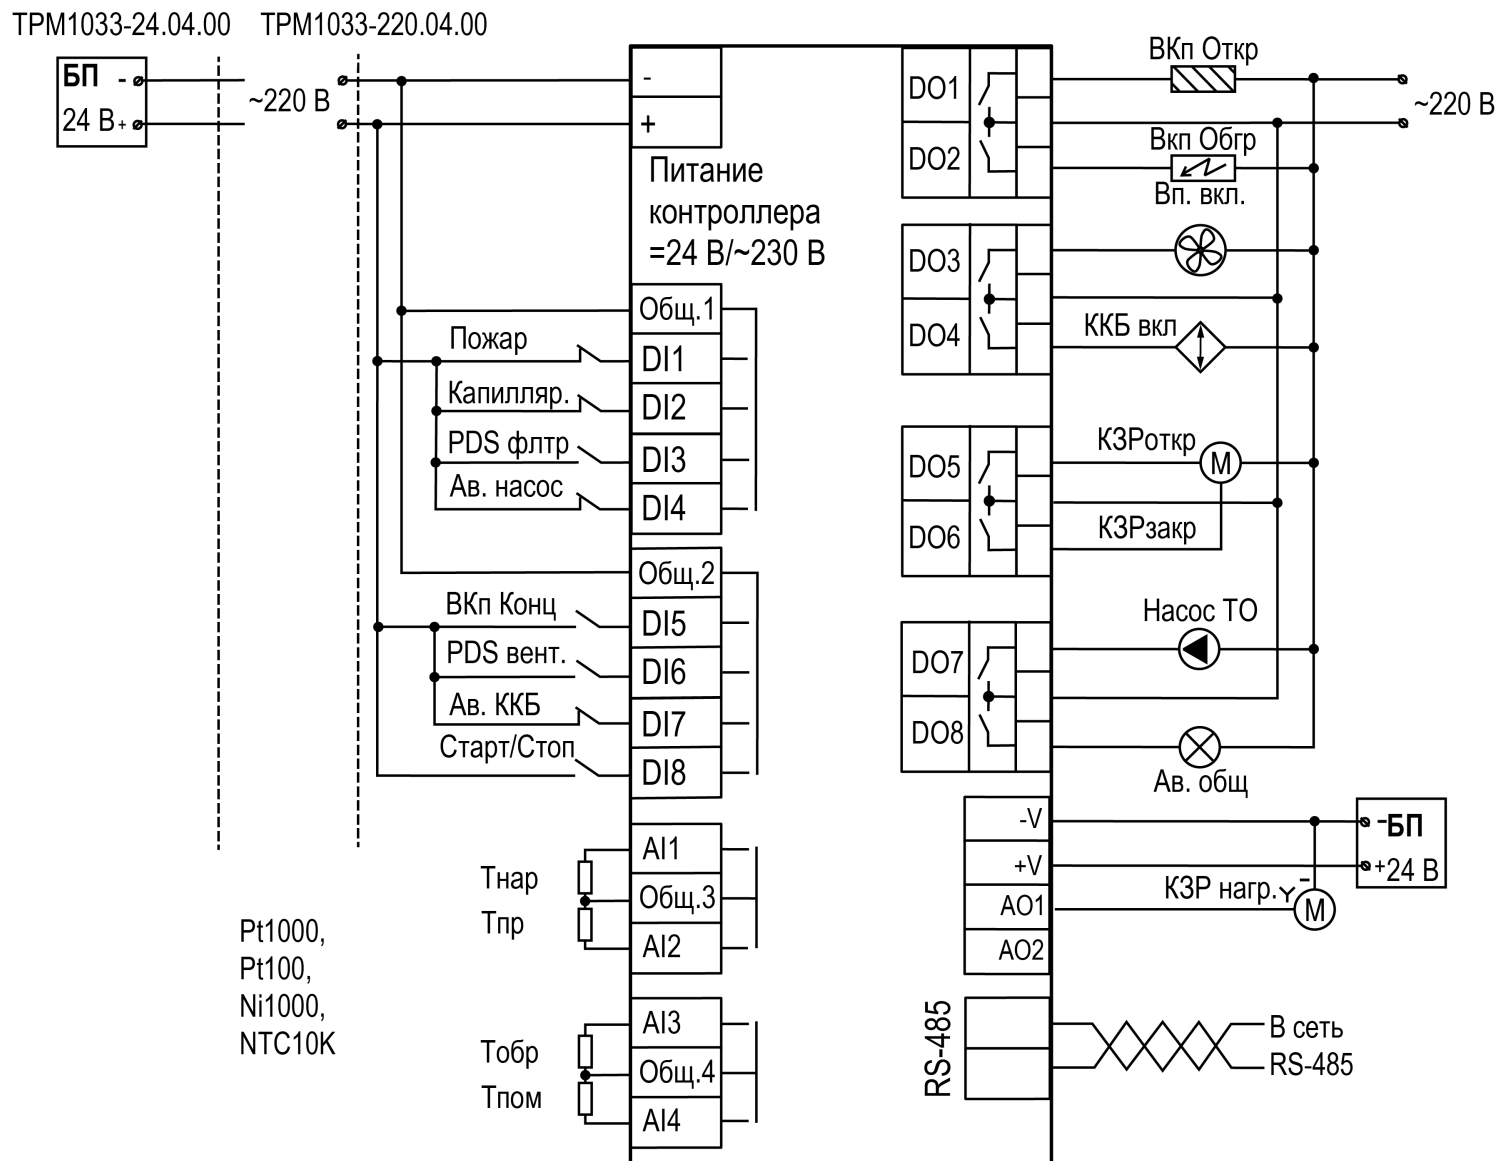 ТРМ1033-24.04.00
ТРМ1033-220.04.00
БП -
24 В +
~220 В
-
+
Питание
контроллера
=24 В/~230 В
Общ.1
Пожар
DI1
Капилляр.
DI2
PDS флтр
DI3
Ав. насос
DI4
Общ.2
ВКп Конц
DI5
PDS вент.
DI6
Ав. ККБ
DI7
Старт/Стоп
DI8
AI1
Тнар
Общ.3
Тпр
AI2
Pt1000,
Pt100,
Ni1000,
NTC10K
AI3
Тобр
Общ.4
Тпом
AI4
DO1
ВКп Откр
~220 В
DO2
Вкп Обгр
Вп. вкл.
DO3
DO4
ККБ вкл
DO5
КЗРоткр
М
DO6
КЗРзакр
DO7
Насос ТО
DO8
Ав. общ
-V
+V
AO1
AO2
-БП
+24 В
КЗР нагр.
Y
-
М
RS-485
В сеть
RS-485